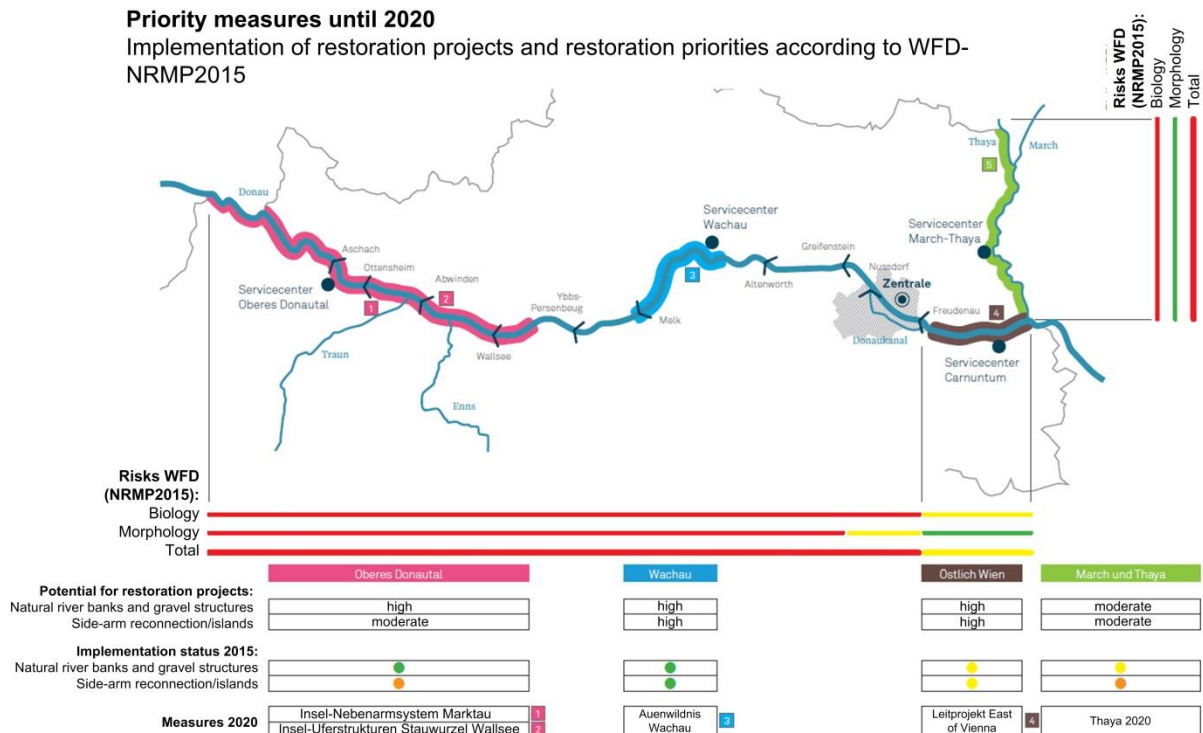 Priority measures until 2020
Implementation of restoration projects and restoration priorities according to WFD-
NRMP2015
Risks WFD
(NRMP2015):
Biology
Morphology
Total
Thaya
March
5
Donau
Servicecenter
Wachau
Servicecenter
March-Thaya
Aschach
Ottensheim
Abwinden
Servicecenter
Oberes Donautal
1
2
3
Greifenstein
Nussdorf
Zentrale
Altenwörth
Ybbs-
Persenbeug
Melk
Freudenau
4
Donaukanal
Wallsee
Traun
Servicecenter
Carnuntum
Enns
Risks WFD
(NRMP2015):
Biology
Morphology
Total
Oberes Donautal
Wachau
Östlich Wien
March und Thaya
Potential for restoration projects:
Natural river banks and gravel structures
high
high
high
moderate
Side-arm reconnection/islands
moderate
high
high
moderate
Implementation status 2015:
Natural river banks and gravel structures
Side-arm reconnection/islands
Measures 2020
Insel-Nebenarmsystem Marktau 1
Insel-Uferstrukturen Stauwurzel Wallsee 2
Auenwildnis
Wachau
3
Leitprojekt East
of Vienna
4
Thaya 2020